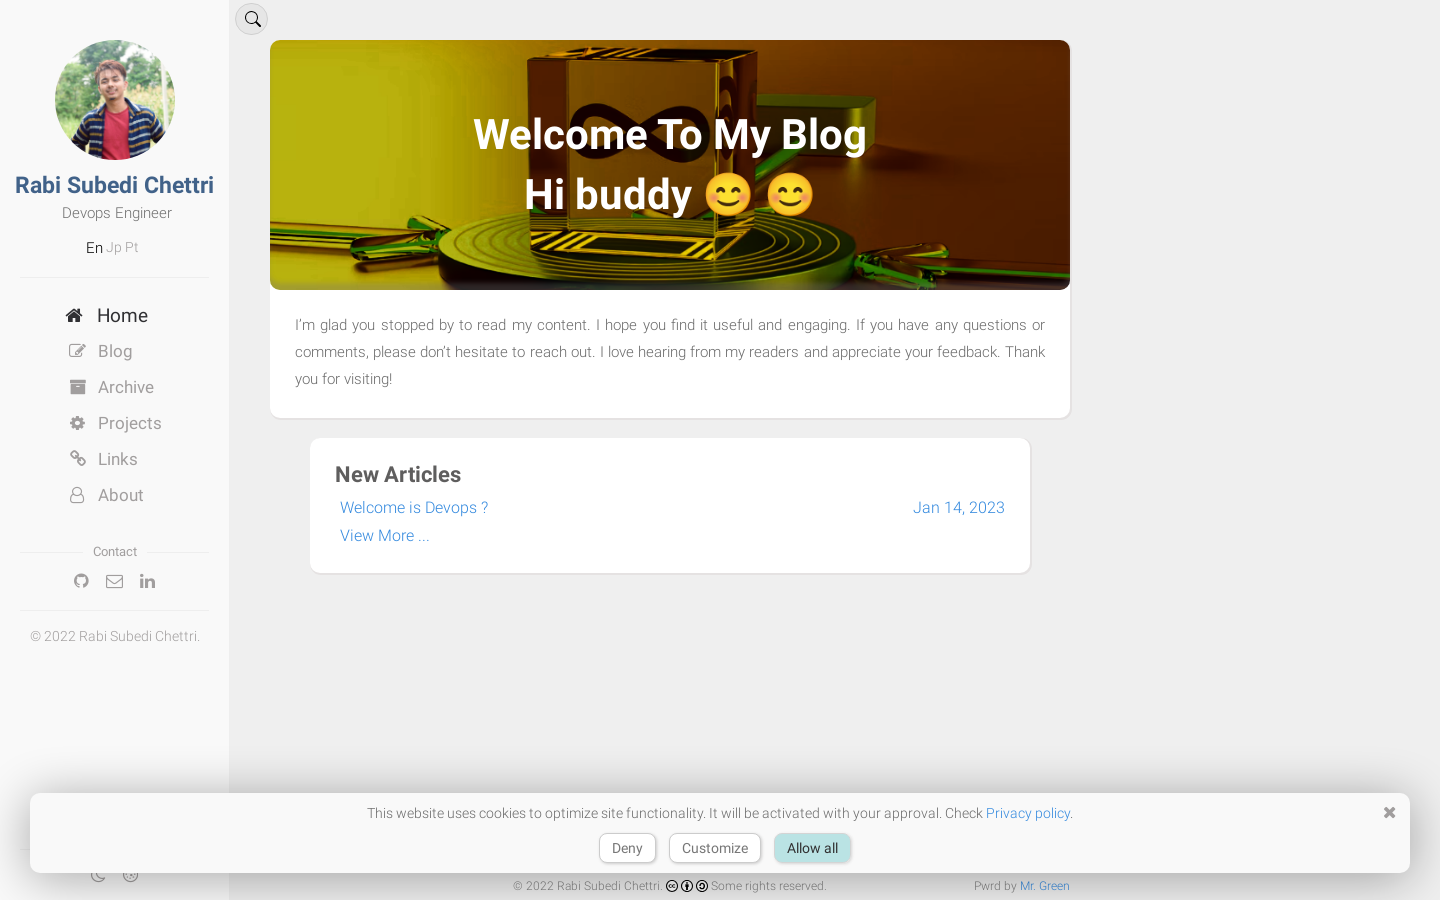 Rabi Subedi Chettri
Devops Engineer
En Jp Pt
Home
Blog
Archive
Projects
Links
About
Contact
© 2022 Rabi Subedi Chettri.
Welcome To My Blog
Hi buddy 😊 😊
I’m glad you stopped by to read my content. I hope you find it useful and engaging. If you have any questions or
comments, please don’t hesitate to reach out. I love hearing from my readers and appreciate your feedback. Thank
you for visiting!
New Articles
Welcome is Devops ? Jan 14, 2023
View More ...
This website uses cookies to optimize site functionality. It will be activated with your approval. Check Privacy policy.
Deny Customize Allow all
© 2022 Rabi Subedi Chettri. Some rights reserved. Pwrd by Mr. Green